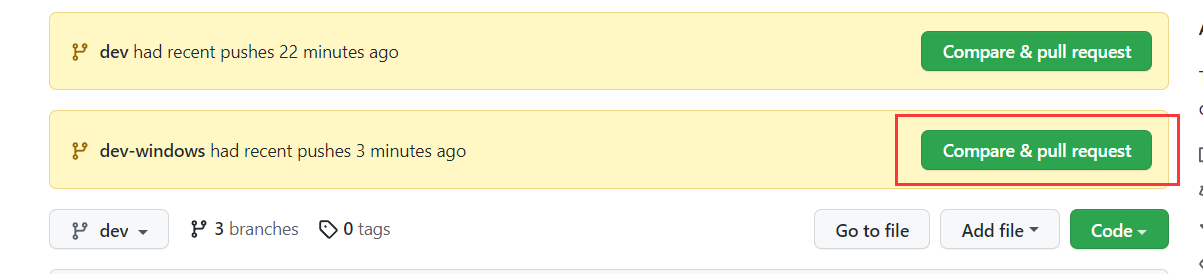 dev had recent pushes 22 minutes ago
Compare & pull request
dev-windows had recent pushes 3 minutes ago
Compare & pull request
dev
3 branches
0 tags
Go to file
Add file
Code